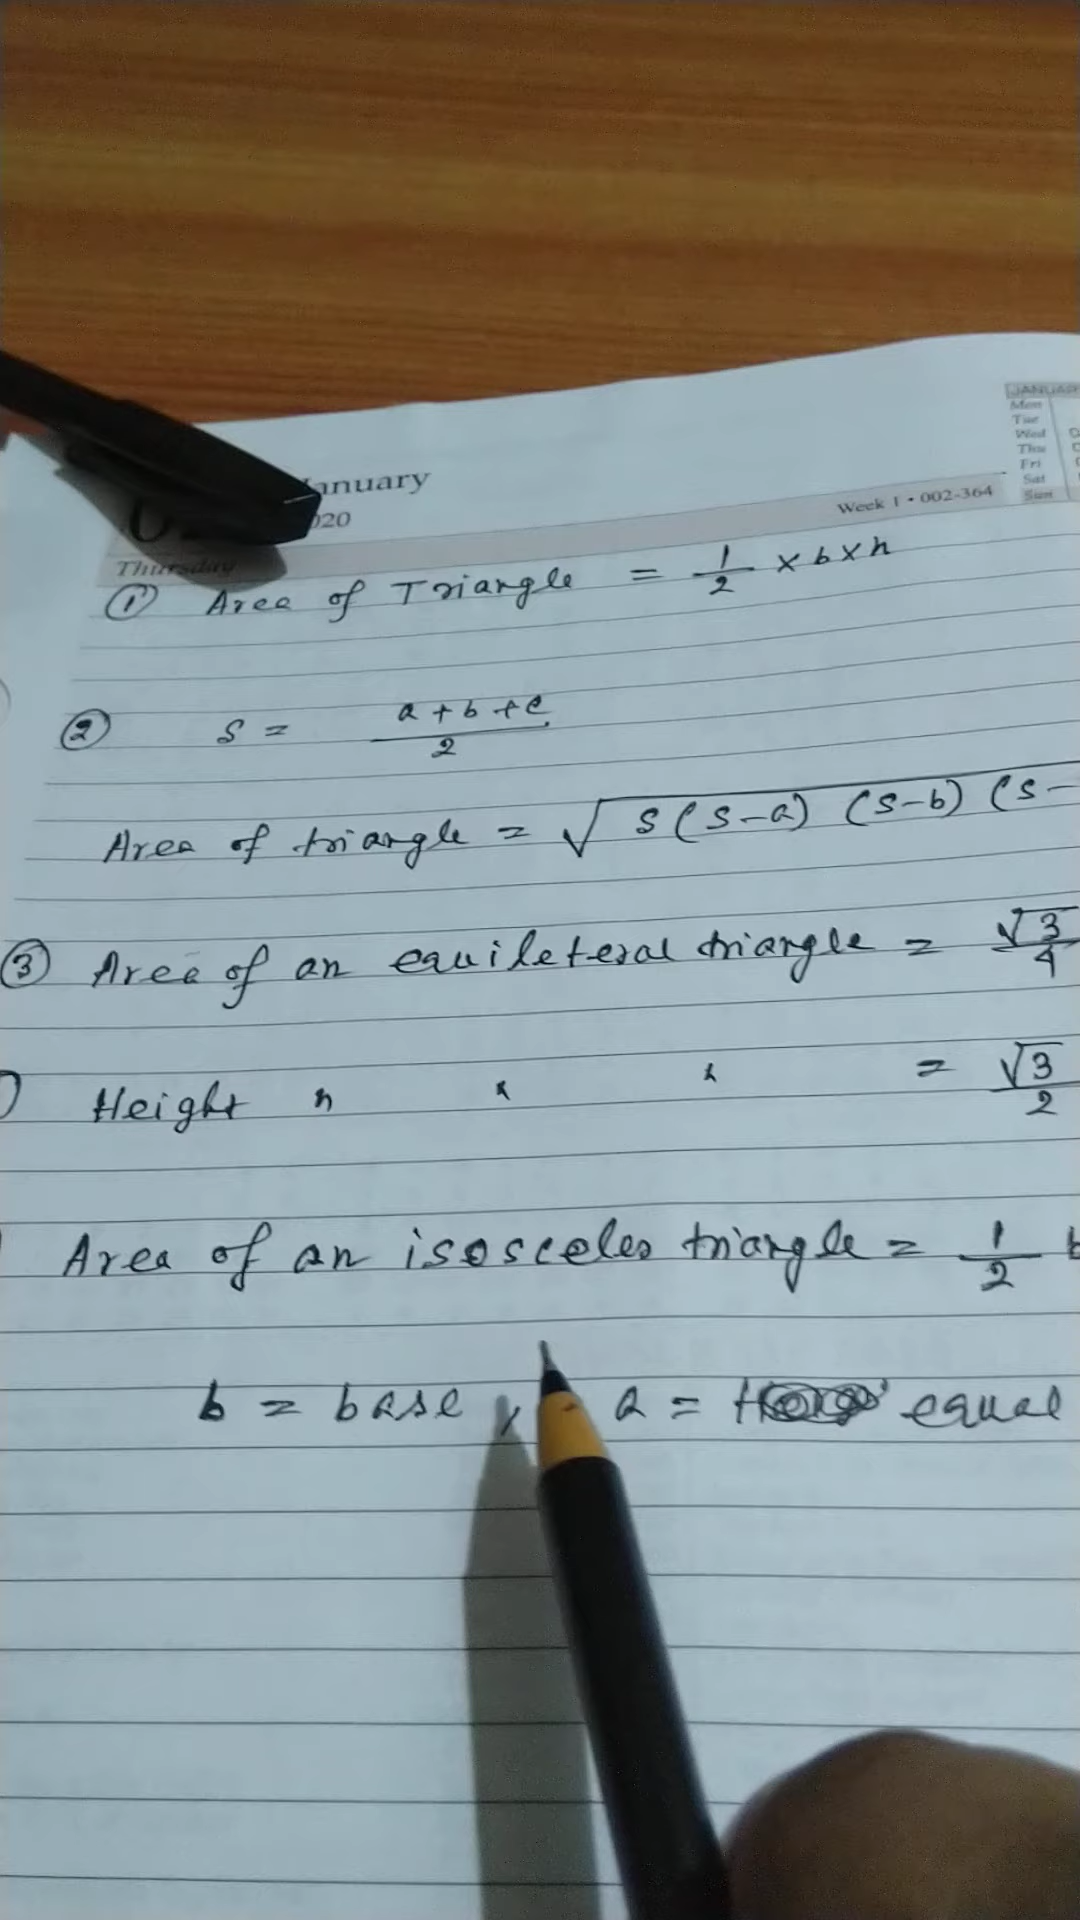 JANUARY
Mon
Tue
Wed
Thu
Fri
Sat
Sun
anuary
020
Week 1 • 002-364
Thursday
① Area of Triangle = 1/2 × b × h
② S = a + b + c / 2
Area of triangle = √ S (S-a) (S-b) (S-
③ Area of an equileteral triangle = √3/4
Height " " " = √3/2
Area of an isosceles triangle = 1/2 b
b = base , a = equal